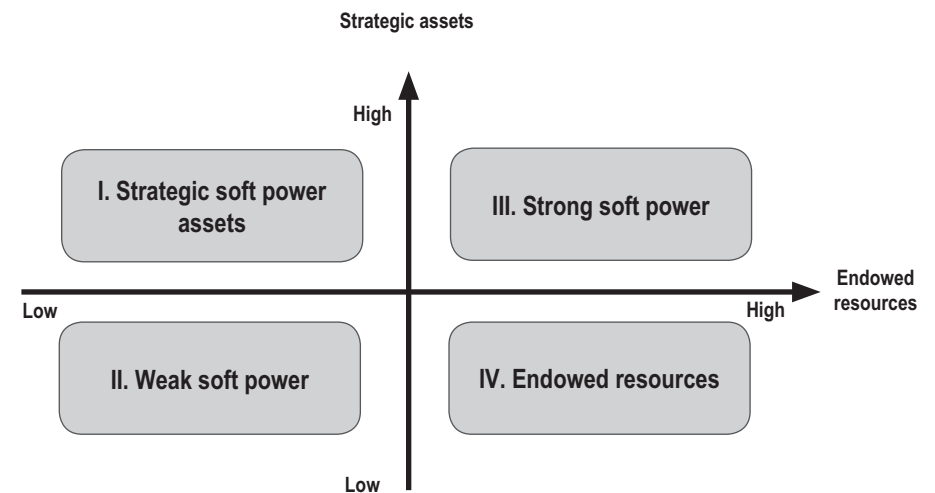 Strategic assets
High
I. Strategic soft power
assets
III. Strong soft power
Endowed
resources
Low
High
II. Weak soft power
IV. Endowed resources
Low